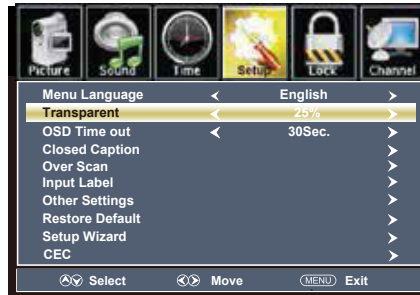 Picture Sound Time Setup Lock Channel
Menu Language English
Transparent 25%
OSD Time out 30Sec.
Closed Caption
Over Scan
Input Label
Other Settings
Restore Default
Setup Wizard
CEC
Select Move MENU Exit